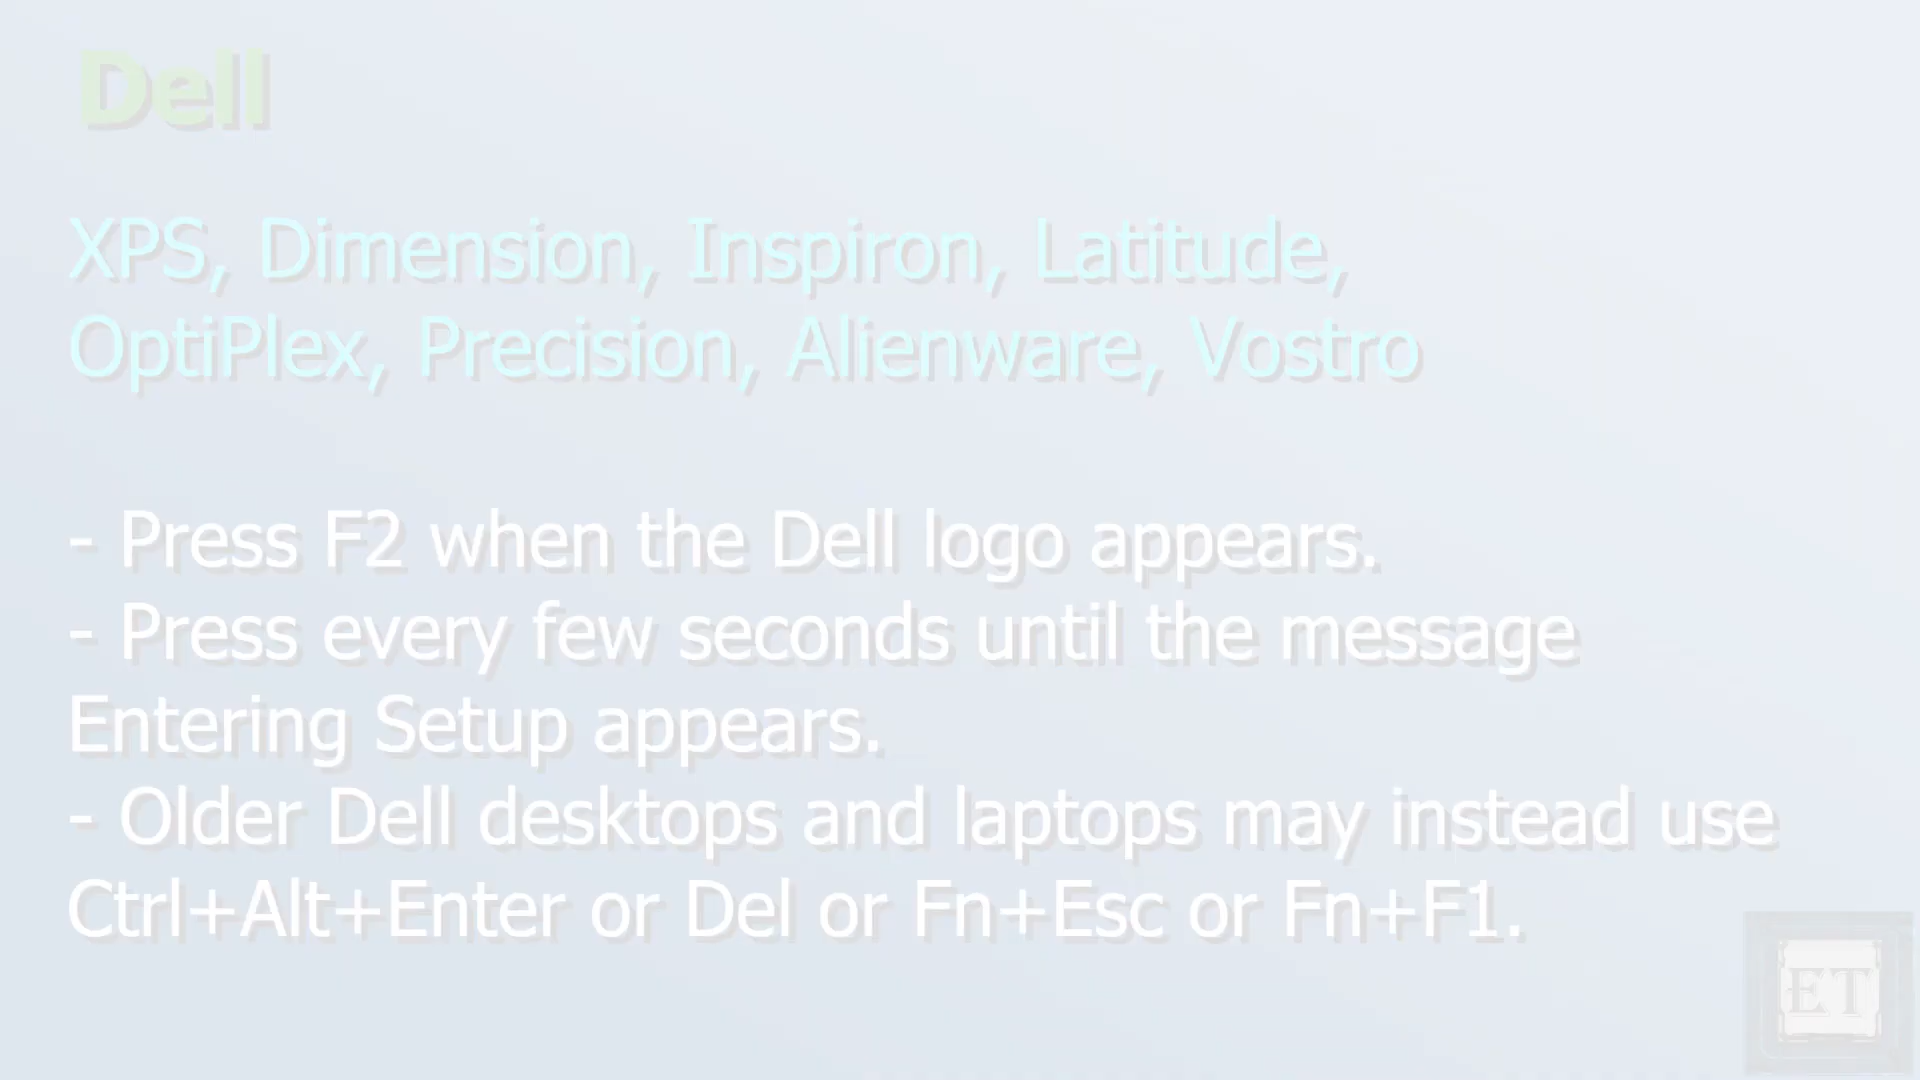 Dell
XPS, Dimension, Inspiron, Latitude,
OptiPlex, Precision, Alienware, Vostro
- Press F2 when the Dell logo appears.
- Press every few seconds until the message
Entering Setup appears.
- Older Dell desktops and laptops may instead use
Ctrl+Alt+Enter or Del or Fn+Esc or Fn+F1.
ET